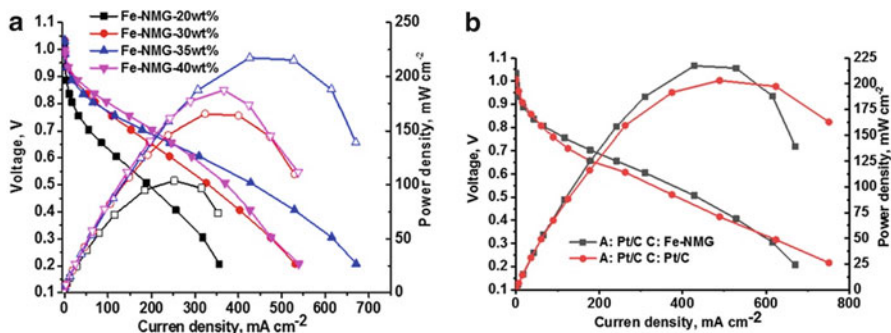 a
Fe-NMG-20wt%
Fe-NMG-30wt%
Fe-NMG-35wt%
Fe-NMG-40wt%
1.1
1.0
0.9
0.8
0.7
0.6
0.5
0.4
0.3
0.2
0.1
Voltage, V
0 100 200 300 400 500 600 700
Curren density, mA cm-2
250
200
150
100
50
0
Power density, mW cm-2
b
1.1
1.0
0.9
0.8
0.7
0.6
0.5
0.4
0.3
0.2
0.1
Voltage, V
A: Pt/C C: Fe-NMG
A: Pt/C C: Pt/C
0 200 400 600 800
Curren density, mA cm-2
225
200
175
150
125
100
75
50
25
0
Power density, mW cm-2